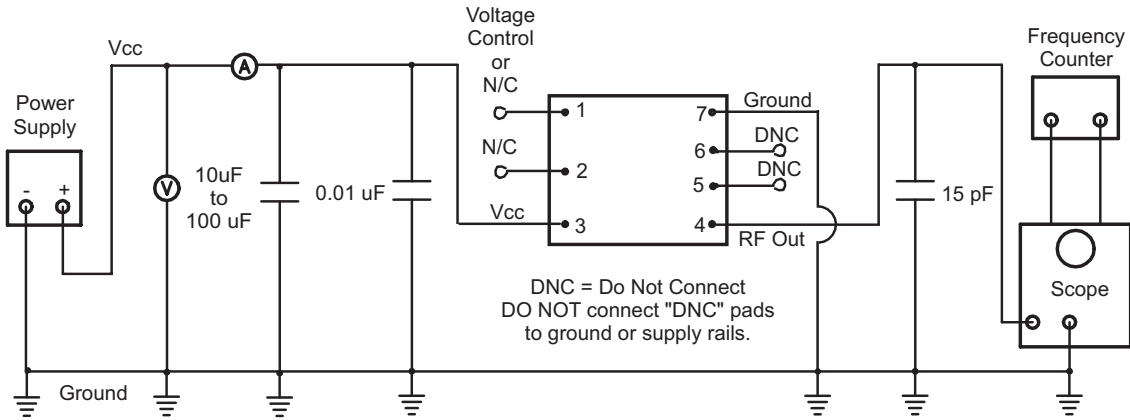 Voltage
Control
or
N/C
Frequency
Counter
Vcc
A
Power
Supply
- +
V
10uF
to
100 uF
0.01 uF
1
N/C
2
Vcc
3
7
Ground
6
DNC
5
DNC
4
RF Out
15 pF
Scope
DNC = Do Not Connect
DO NOT connect "DNC" pads
to ground or supply rails.
Ground